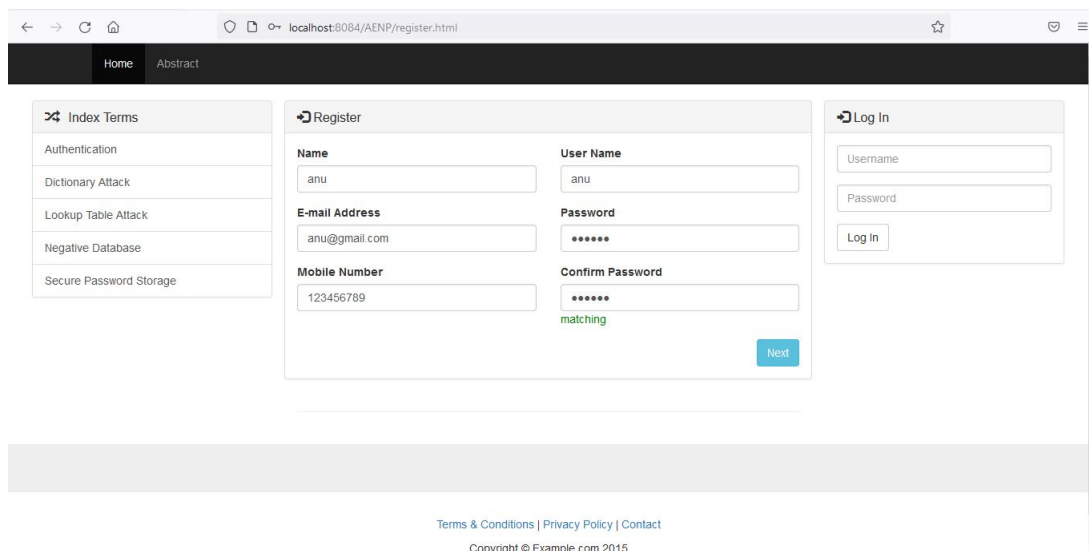 localhost:8084/AENP/register.html
Home Abstract
Index Terms
Authentication
Dictionary Attack
Lookup Table Attack
Negative Database
Secure Password Storage
Register
Name
anu
User Name
anu
E-mail Address
anu@gmail.com
Password
••••••
Mobile Number
123456789
Confirm Password
••••••
matching
Next
Log In
Username
Password
Log In
Terms & Conditions | Privacy Policy | Contact
Copyright © Example.com 2015